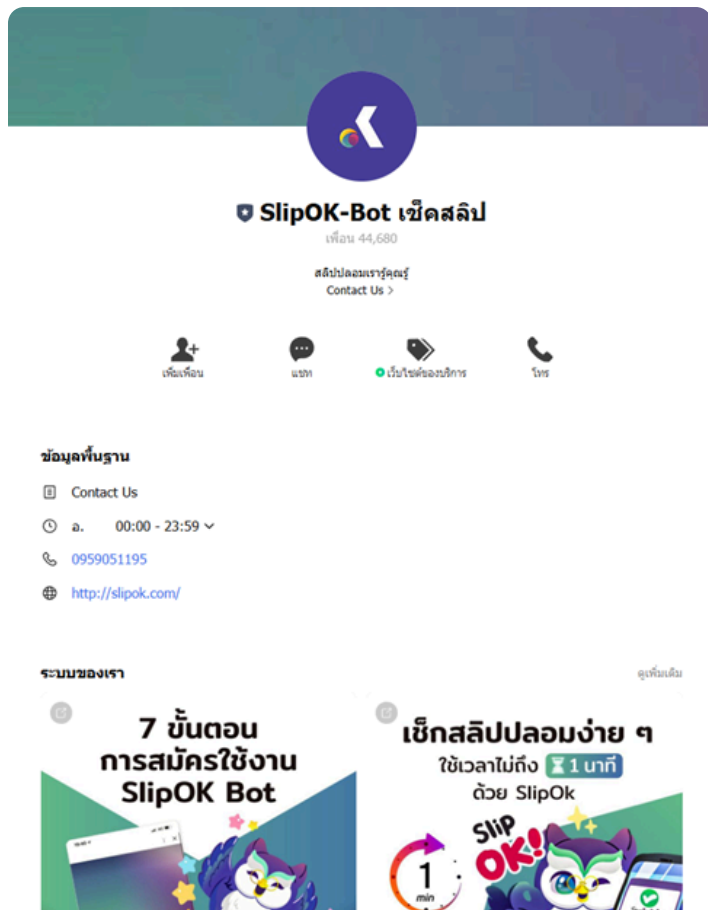 SlipOK-Bot เช็คสลิป
เพื่อน 44,680
สลิปปลอมเรารู้คุณรู้
Contact Us >
เพิ่มเพื่อน
แชท
เว็บไซต์ของบริการ
โทร
ข้อมูลพื้นฐาน
Contact Us
อ. 00:00 - 23:59
0959051195
http://slipok.com/
ระบบของเรา
ดูเพิ่มเติม
7 ขั้นตอน
การสมัครใช้งาน
SlipOK Bot
เช็กสลิปปลอมง่าย ๆ
ใช้เวลาไม่ถึง 1 นาที
ด้วย SlipOk
Slip
OK!
1
min